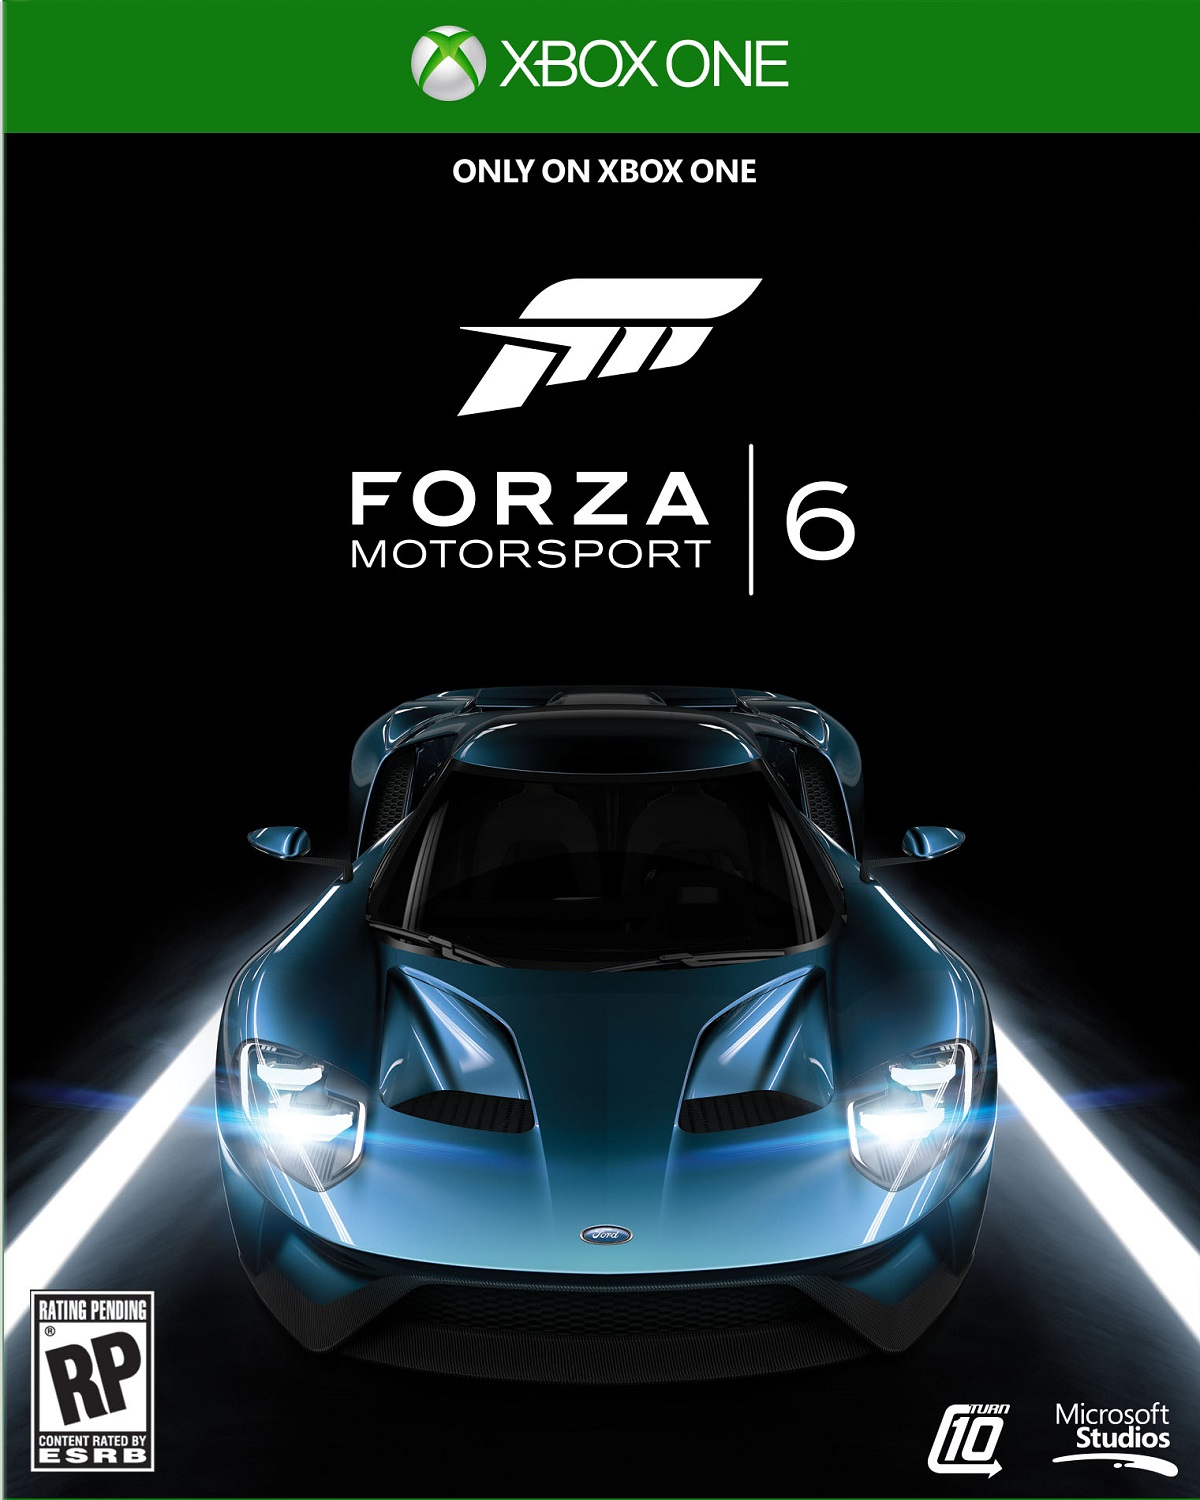 XBOX ONE
ONLY ON XBOX ONE
FORZA
MOTORSPORT
6
Ford
RATING PENDING
®
RP
CONTENT RATED BY
ESRB
TURN
10
Microsoft
Studios